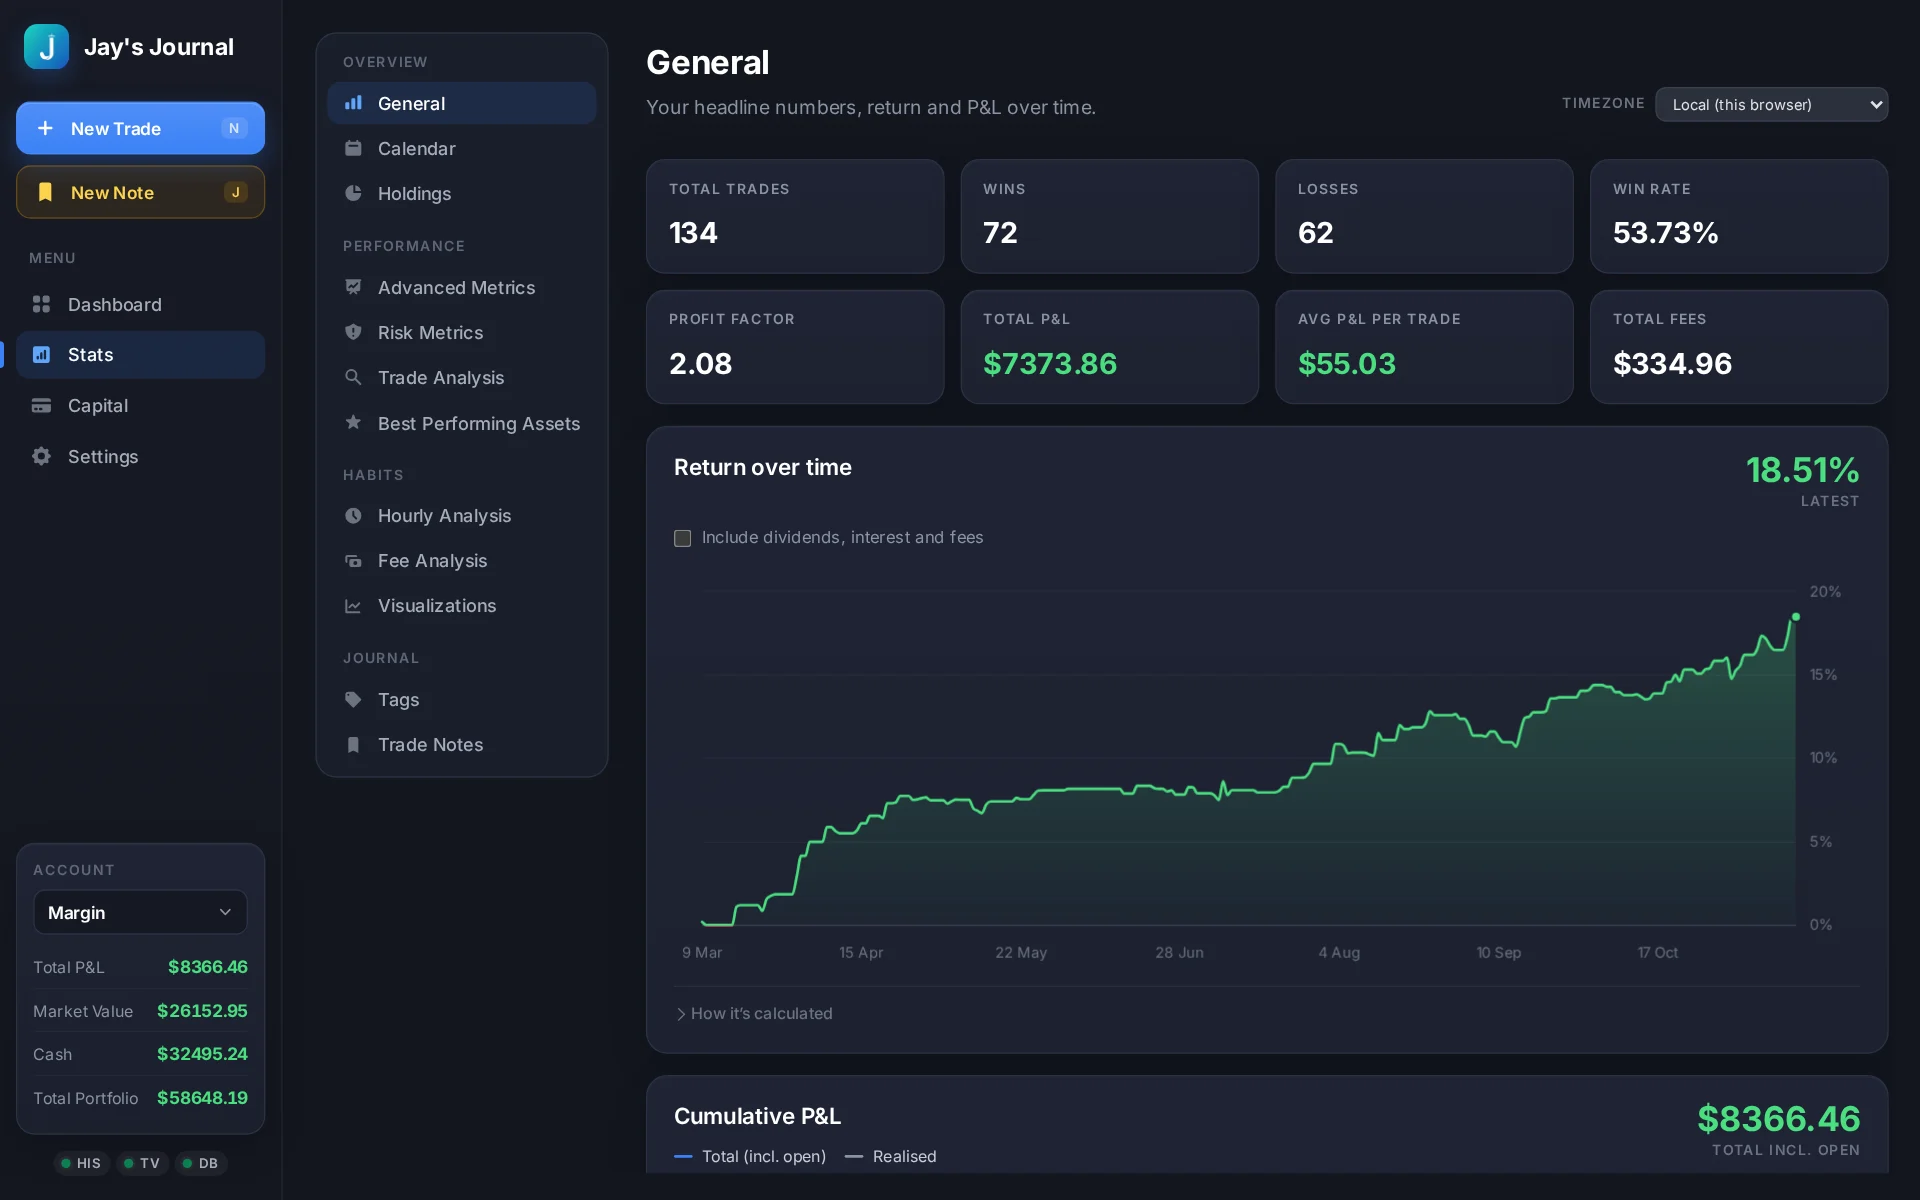 Jay's Journal
New Trade N
New Note J
MENU
Dashboard
Stats
Capital
Settings
ACCOUNT
Margin
Total P&L $8366.46
Market Value $26152.95
Cash $32495.24
Total Portfolio $58648.19
HIS TV DB
OVERVIEW
General
Calendar
Holdings
PERFORMANCE
Advanced Metrics
Risk Metrics
Trade Analysis
Best Performing Assets
HABITS
Hourly Analysis
Fee Analysis
Visualizations
JOURNAL
Tags
Trade Notes
General
Your headline numbers, return and P&L over time.
TIMEZONE Local (this browser)
TOTAL TRADES
134
WINS
72
LOSSES
62
WIN RATE
53.73%
PROFIT FACTOR
2.08
TOTAL P&L
$7373.86
AVG P&L PER TRADE
$55.03
TOTAL FEES
$334.96
Return over time
18.51%
LATEST
Include dividends, interest and fees
20%
15%
10%
5%
0%
9 Mar 15 Apr 22 May 28 Jun 4 Aug 10 Sep 17 Oct
How it's calculated
Cumulative P&L
$8366.46
TOTAL INCL. OPEN
Total (incl. open) Realised